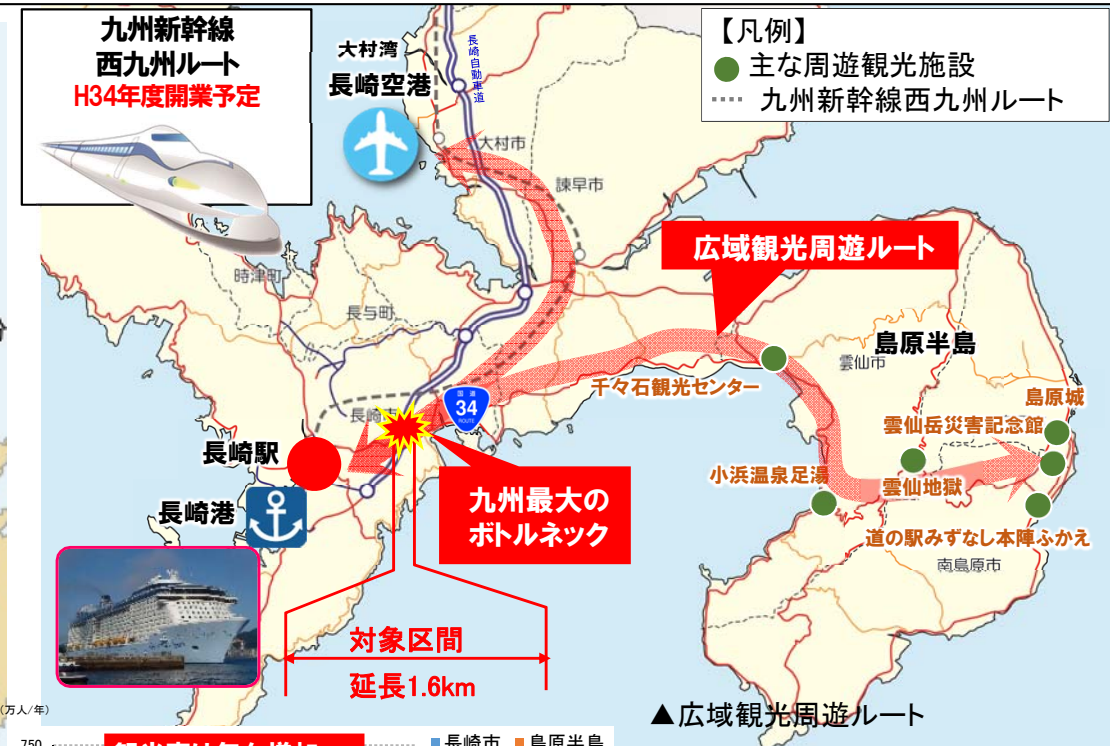 九州新幹線
西九州ルート
H34年度開業予定
【凡例】
主な周遊観光施設
九州新幹線西九州ルート
大村湾
長崎空港
長崎自動車道
大村市
諫早市
広域観光周遊ルート
時津町
長与町
島原半島
雲仙市
千々石観光センター
島原城
国道
34
ROUTE
長崎市
雲仙岳災害記念館
長崎駅
小浜温泉足湯
雲仙地獄
九州最大の
ボトルネック
長崎港
道の駅みずなし本陣ふかえ
南島原市
対象区間
延長1.6km
▲広域観光周遊ルート
(万人/年)
750
長崎市
島原半島